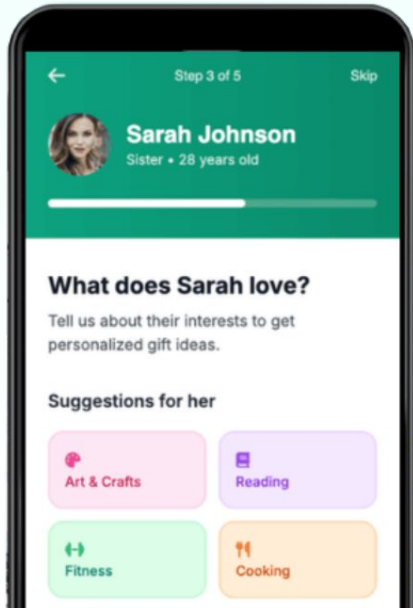 Step 3 of 5 Skip
Sarah Johnson
Sister • 28 years old
What does Sarah love?
Tell us about their interests to get
personalized gift ideas.
Suggestions for her
Art & Crafts
Reading
Fitness
Cooking